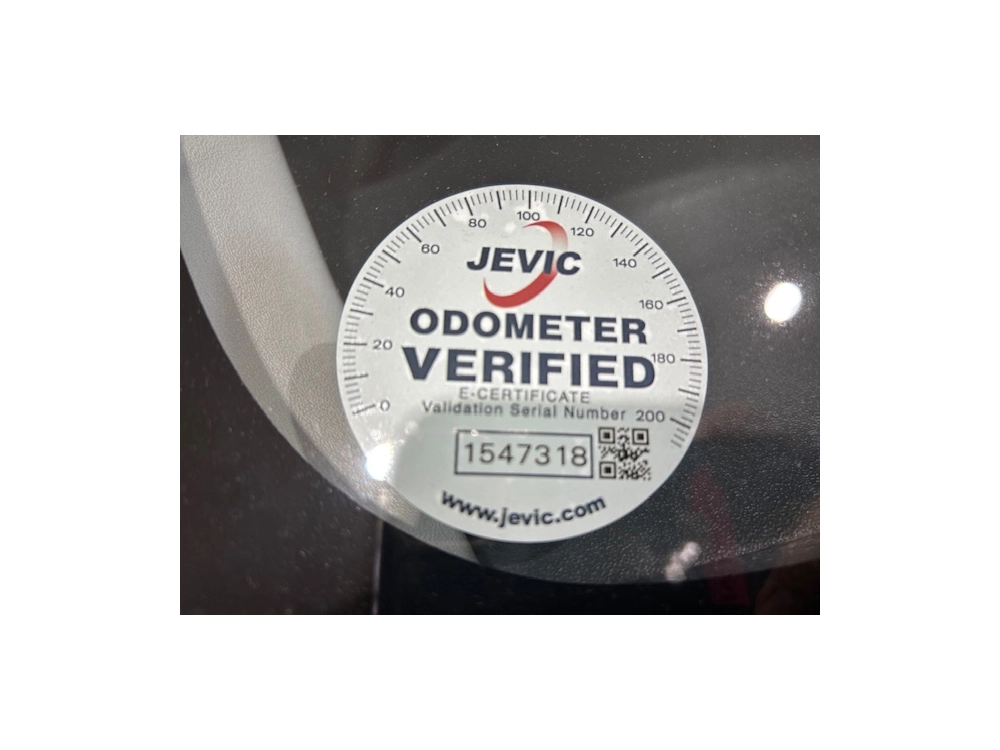 0 20 40 60 80 100 120 140 160 180 200
JEVIC
ODOMETER
VERIFIED
E-CERTIFICATE
Validation Serial Number
1547318
www.jevic.com